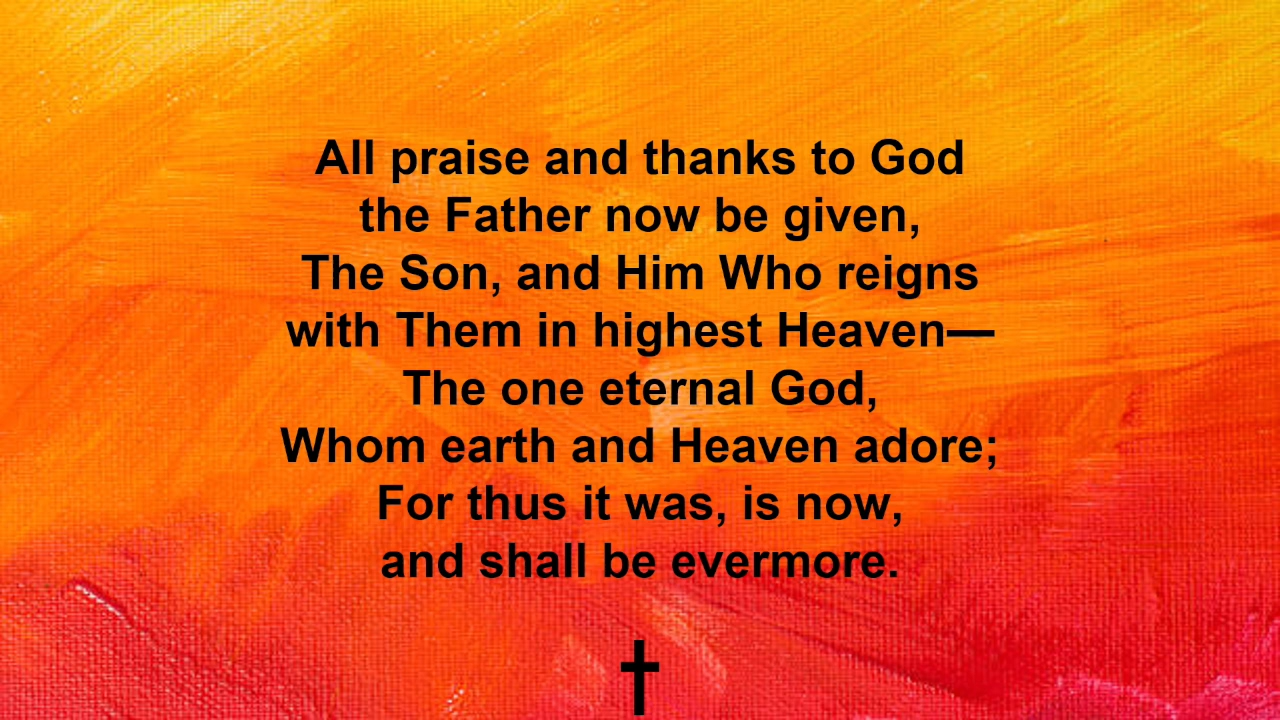 All praise and thanks to God
the Father now be given,
The Son, and Him Who reigns
with Them in highest Heaven—
The one eternal God,
Whom earth and Heaven adore;
For thus it was, is now,
and shall be evermore.